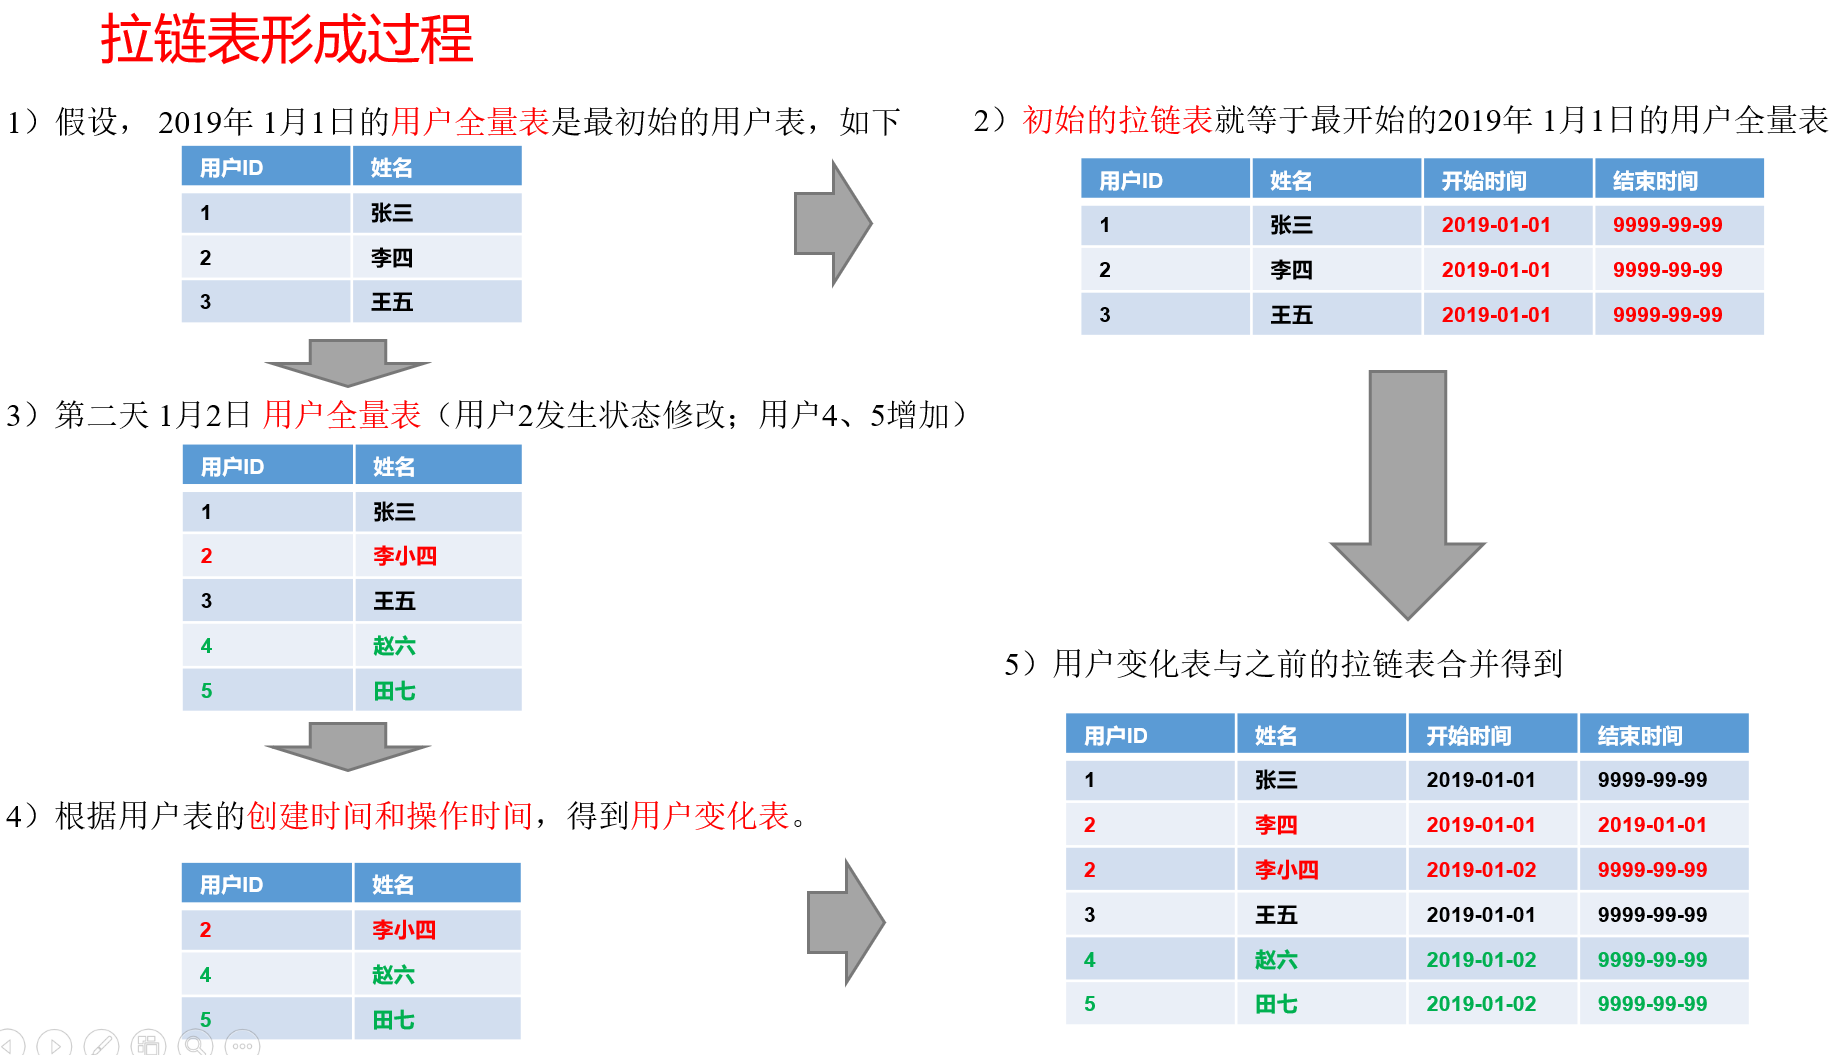 拉链表形成过程
1）假设， 2019年 1月1日的用户全量表是最初始的用户表，如下
用户ID 姓名
1 张三
2 李四
3 王五
2）初始的拉链表就等于最开始的2019年 1月1日的用户全量表
用户ID 姓名 开始时间 结束时间
1 张三 2019-01-01 9999-99-99
2 李四 2019-01-01 9999-99-99
3 王五 2019-01-01 9999-99-99
3）第二天 1月2日 用户全量表（用户2发生状态修改；用户4、5增加）
用户ID 姓名
1 张三
2 李小四
3 王五
4 赵六
5 田七
4）根据用户表的创建时间和操作时间，得到用户变化表。
用户ID 姓名
2 李小四
4 赵六
5 田七
5）用户变化表与之前的拉链表合并得到
用户ID 姓名 开始时间 结束时间
1 张三 2019-01-01 9999-99-99
2 李四 2019-01-01 2019-01-01
2 李小四 2019-01-02 9999-99-99
3 王五 2019-01-01 9999-99-99
4 赵六 2019-01-02 9999-99-99
5 田七 2019-01-02 9999-99-99